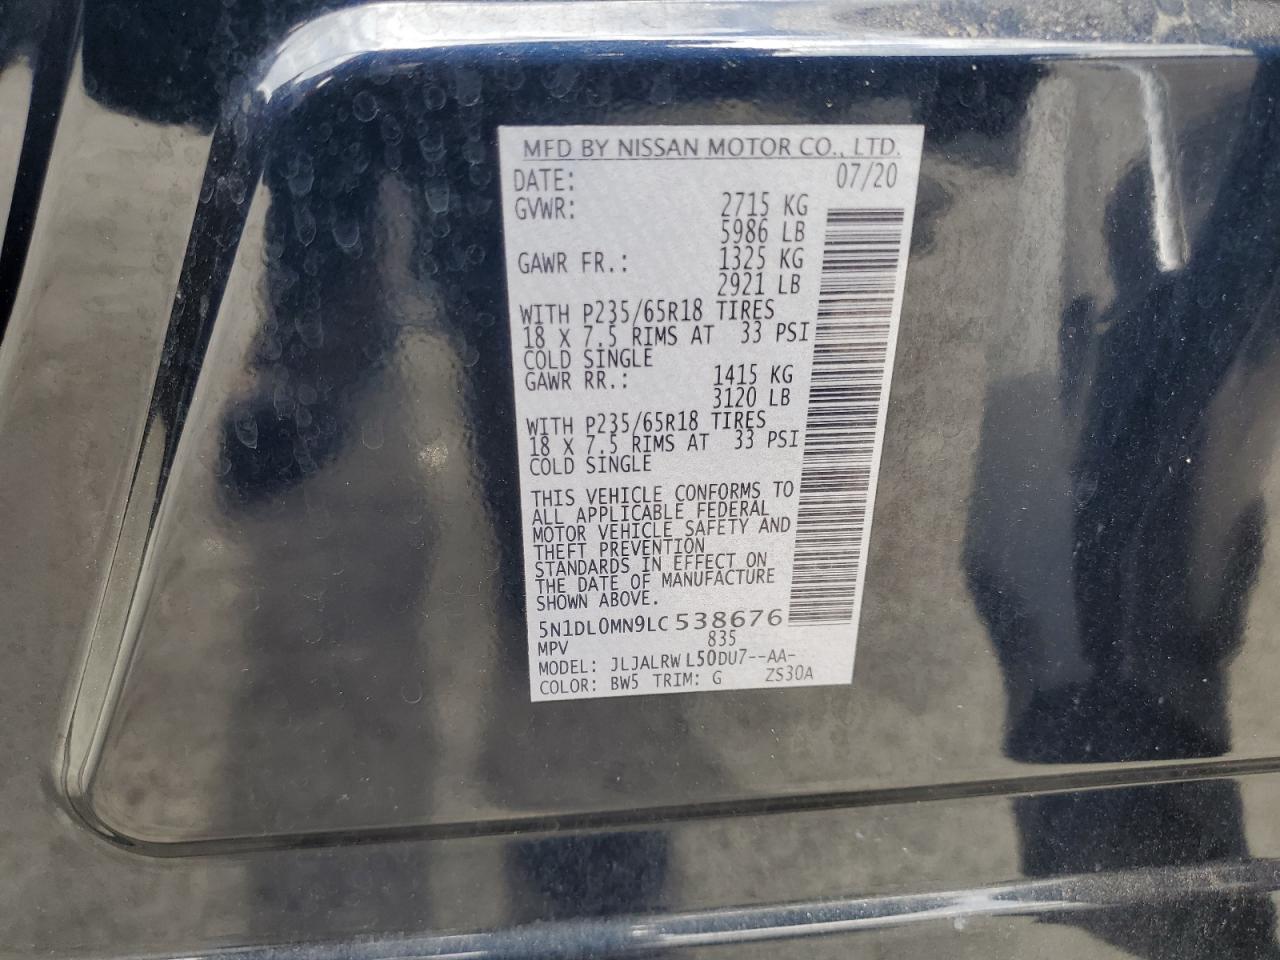 MFD BY NISSAN MOTOR CO., LTD.
DATE: 07/20
GVWR: 2715 KG
5986 LB
GAWR FR.: 1325 KG
2921 LB
WITH P235/65R18 TIRES
18 X 7.5 RIMS AT 33 PSI
COLD SINGLE
GAWR RR.: 1415 KG
3120 LB
WITH P235/65R18 TIRES
18 X 7.5 RIMS AT 33 PSI
COLD SINGLE
THIS VEHICLE CONFORMS TO
ALL APPLICABLE FEDERAL
MOTOR VEHICLE SAFETY AND
THEFT PREVENTION
STANDARDS IN EFFECT ON
THE DATE OF MANUFACTURE
SHOWN ABOVE.
5N1DL0MN9LC538676
MPV 835
MODEL: JLJALRWL50DU7--AA-
COLOR: BW5 TRIM: G ZS30A